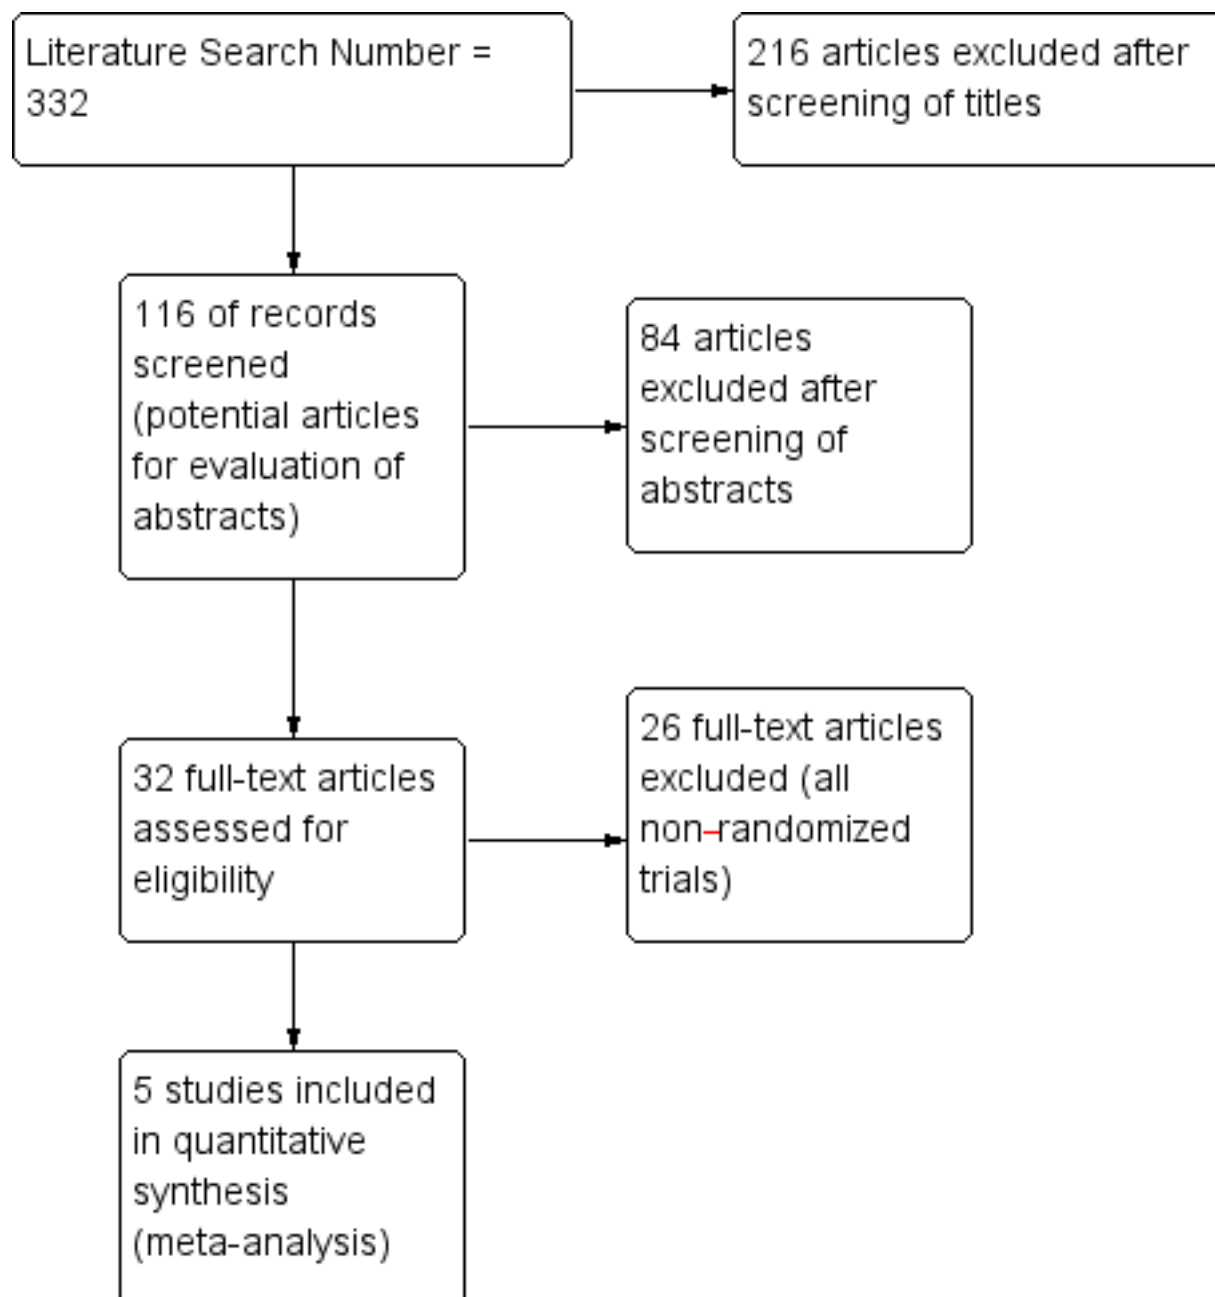 Literature Search Number =
332
216 articles excluded after
screening of titles
116 of records
screened
(potential articles
for evaluation of
abstracts)
84 articles
excluded after
screening of
abstracts
32 full-text articles
assessed for
eligibility
26 full-text articles
excluded (all
non-randomized
trials)
5 studies included
in quantitative
synthesis
(meta-analysis)